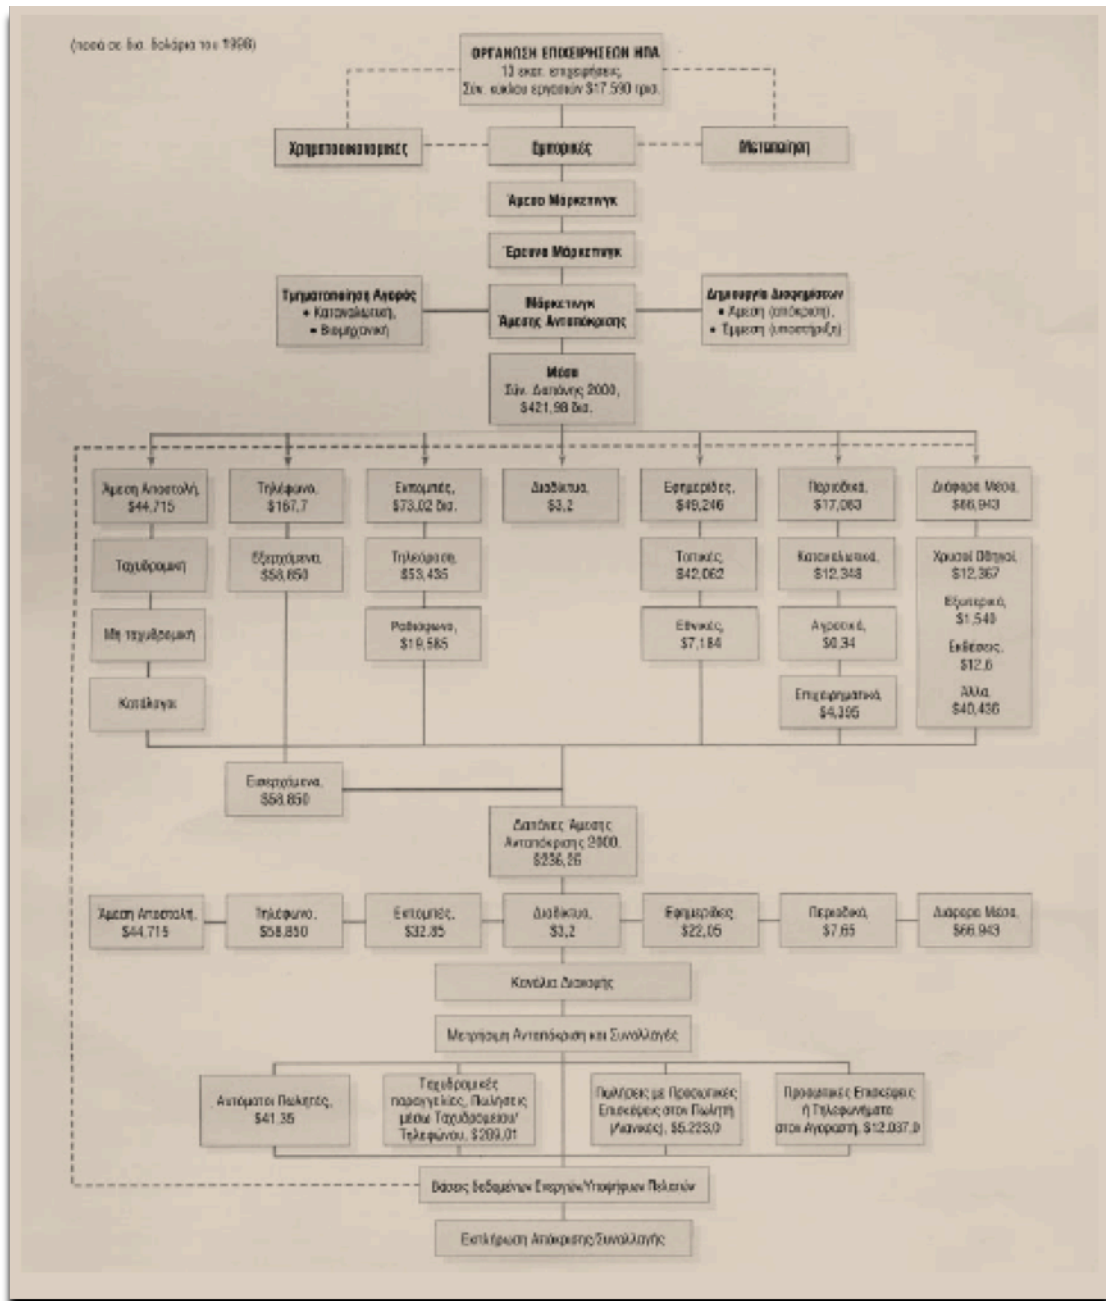 (ποσά σε δισ. δολάρια του 1998)
ΟΡΓΑΝΩΣΗ ΕΠΙΧΕΙΡΗΣΕΩΝ ΗΠΑ
13 εκατ. επιχειρήσεις,
Σύν. κύκλου εργασιών $17.590 τρισ.
Χρηματοοικονομικές
Εμπορικές
Μεταποίηση
Άμεσο Μάρκετινγκ
Έρευνα Μάρκετινγκ
Τμηματοποίηση Αγοράς
• Καταναλωτική,
• Βιομηχανική
Μάρκετινγκ
Άμεσης Ανταπόκρισης
Δημιουργία Διαφημίσεων
• Άμεση (απόκριση),
• Έμμεση (υποστήριξη)
Μέσα
Σύν. Δαπάνης 2000,
$421,98 δισ.
Άμεση Αποστολή,
$44,715
Τηλέφωνο,
$167,7
Εκπομπές,
$73,02 δισ.
Διαδίκτυο,
$3,2
Εφημερίδες,
$49,246
Περιοδικά,
$17,083
Διάφορα Μέσα,
$66,943
Ταχυδρομική
Εξερχόμενα,
$58,850
Τηλεόραση,
$53,435
Τοπικές,
$42,062
Καταναλωτικά,
$12,348
Χρυσοί Οδηγοί,
$12,367
Μη ταχυδρομική
Ραδιόφωνο,
$19,585
Εθνικές,
$7,184
Αγροτικά,
$0,34
Εξωτερικά,
$1,540
Εκθέσεις,
$12,6
Κατάλογοι
Επιχειρηματικά,
$4,395
Άλλα,
$40,436
Εισερχόμενα,
$58,850
Δαπάνες Άμεσης
Ανταπόκρισης 2000,
$236,26
Άμεση Αποστολή,
$44,715
Τηλέφωνο,
$58,850
Εκπομπές,
$32,85
Διαδίκτυο,
$3,2
Εφημερίδες,
$22,05
Περιοδικά,
$7,65
Διάφορα Μέσα,
$66,943
Κανάλια Διανομής
Μετρήσιμη Ανταπόκριση και Συναλλαγές
Αυτόματοι Πωλητές,
$41,35
Ταχυδρομικές
παραγγελίες, Πωλήσεις
μέσω Ταχυδρομείου/
Τηλεφώνου, $289,01
Πωλήσεις με Προσωπικές
Επισκέψεις στον Πωλητή
(Λιανικές), $5.223,0
Προσωπικές Επισκέψεις
ή Τηλεφωνήματα
στον Αγοραστή, $12.037,0
Βάσεις δεδομένων Ενεργών/Υποψήφιων Πελατών
Εκπλήρωση Απόκρισης/Συναλλαγής